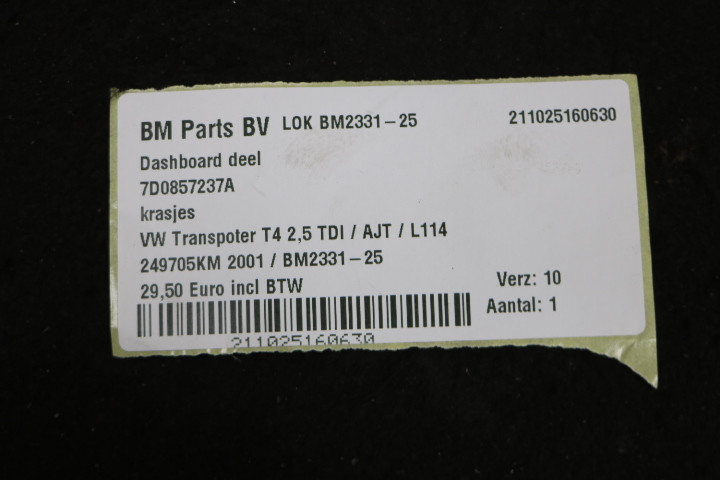 BM Parts BV LOK BM2331-25 211025160630
Dashboard deel
7D0857237A
krasjes
VW Transpoter T4 2,5 TDI / AJT / L114
249705KM 2001 / BM2331-25
29,50 Euro incl BTW Verz: 10
Aantal: 1
211025160630